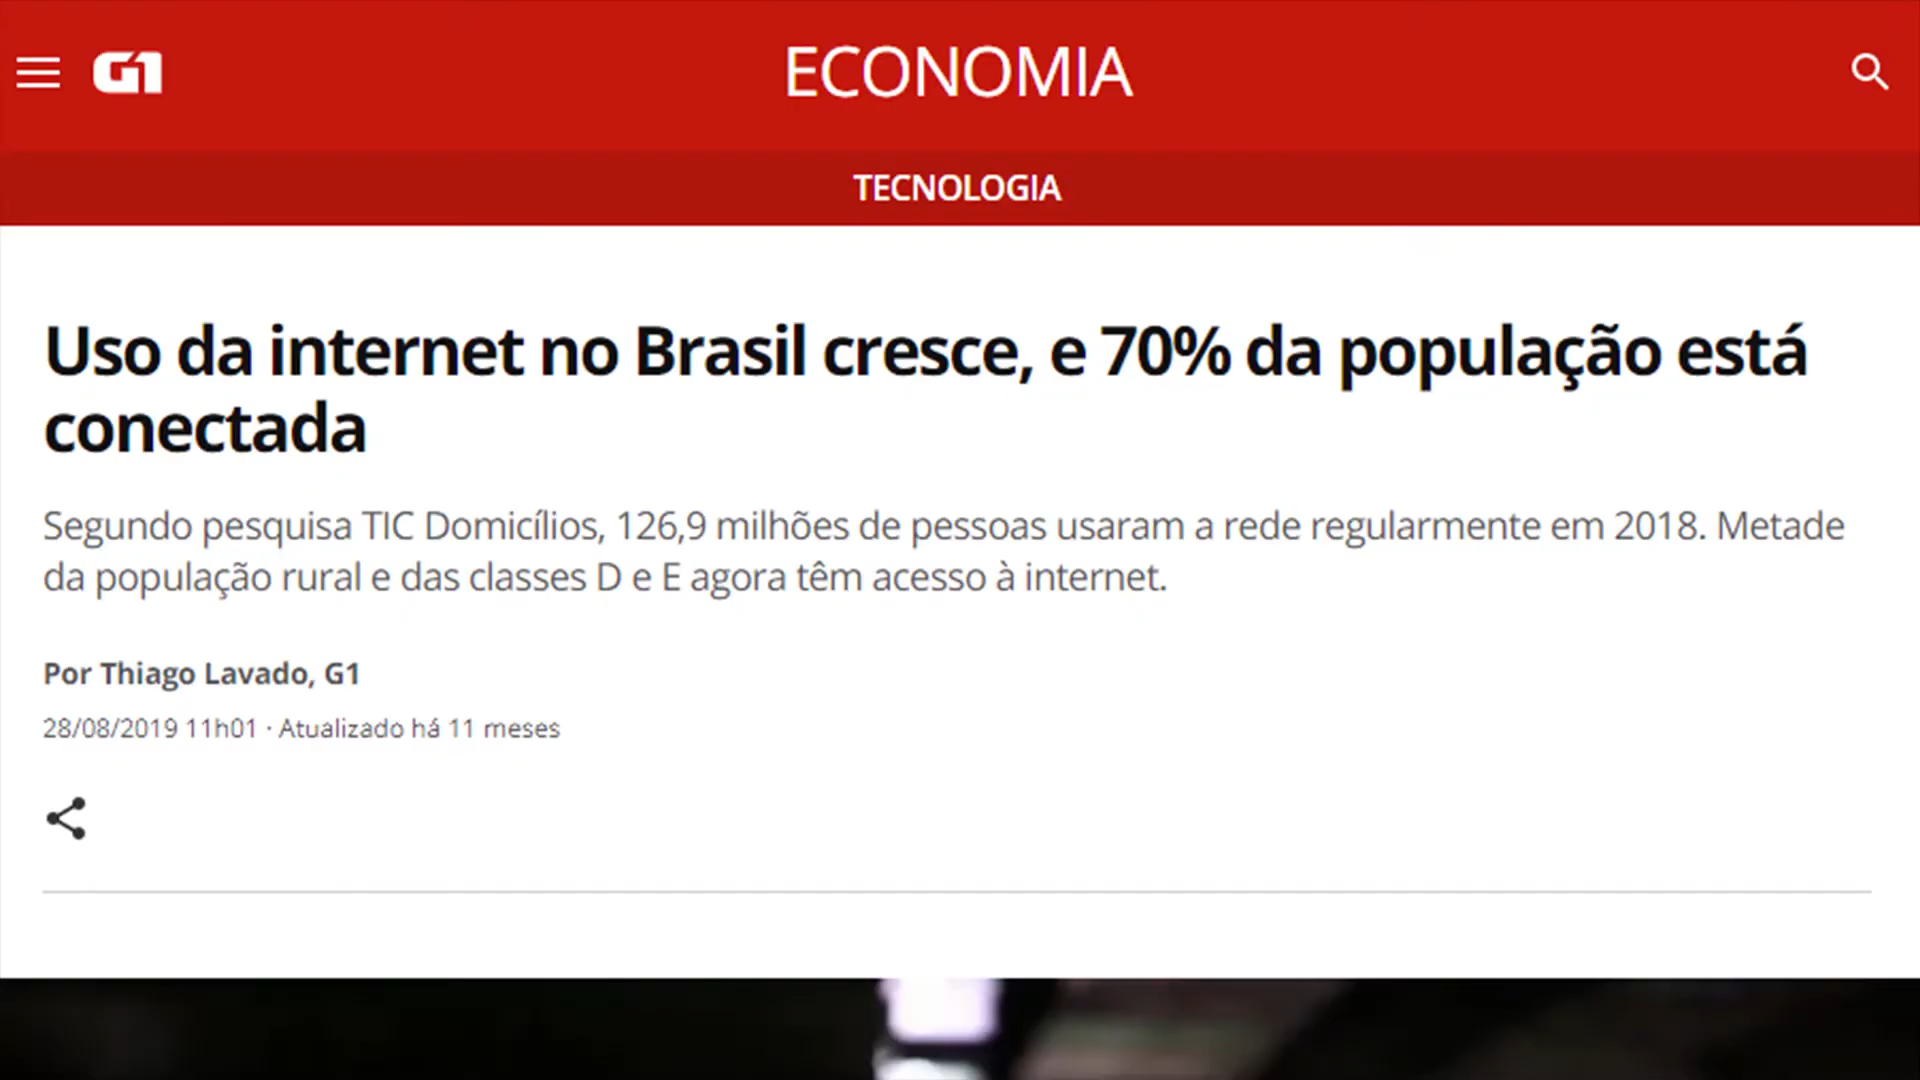 G1
ECONOMIA
TECNOLOGIA
Uso da internet no Brasil cresce, e 70% da população está
conectada
Segundo pesquisa TIC Domicílios, 126,9 milhões de pessoas usaram a rede regularmente em 2018. Metade
da população rural e das classes D e E agora têm acesso à internet.
Por Thiago Lavado, G1
28/08/2019 11h01 · Atualizado há 11 meses